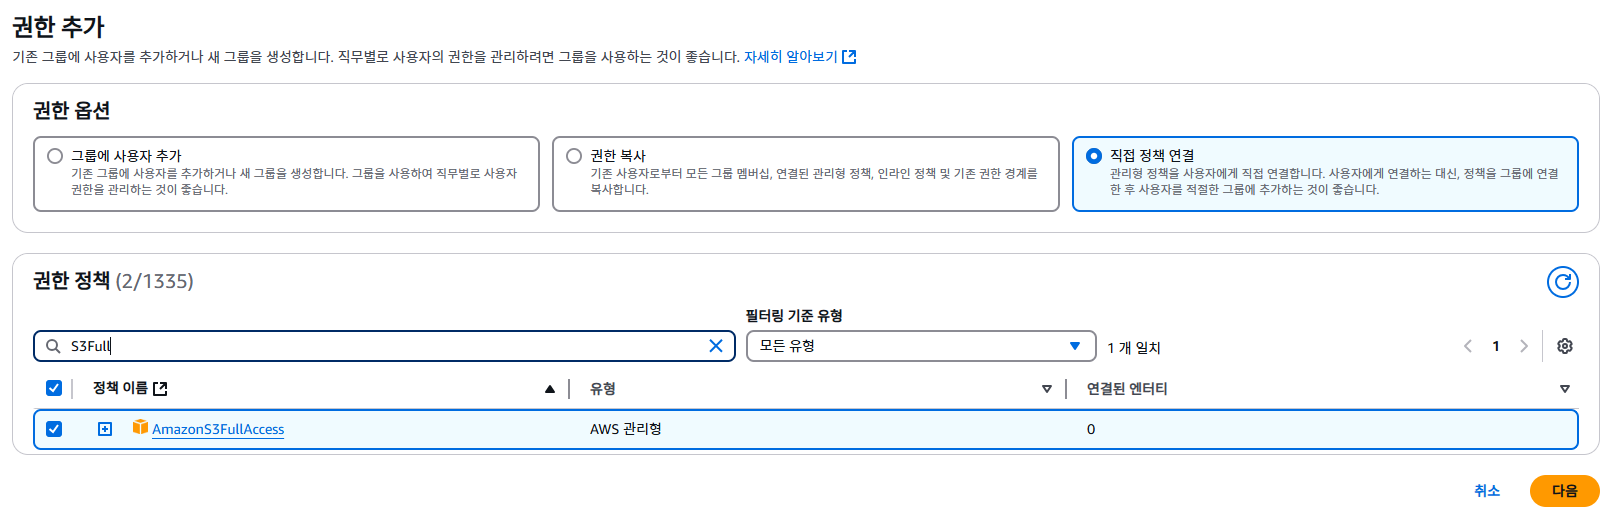 권한 추가
기존 그룹에 사용자를 추가하거나 새 그룹을 생성합니다. 직무별로 사용자의 권한을 관리하려면 그룹을 사용하는 것이 좋습니다. 자세히 알아보기
권한 옵션
그룹에 사용자 추가
기존 그룹에 사용자를 추가하거나 새 그룹을 생성합니다. 그룹을 사용하여 직무별로 사용자
권한을 관리하는 것이 좋습니다.
권한 복사
기존 사용자로부터 모든 그룹 멤버십, 연결된 관리형 정책, 인라인 정책 및 기존 권한 경계를
복사합니다.
직접 정책 연결
관리형 정책을 사용자에게 직접 연결합니다. 사용자에게 연결하는 대신, 정책을 그룹에 연결
한 후 사용자를 적절한 그룹에 추가하는 것이 좋습니다.
권한 정책 (2/1335)
필터링 기준 유형
S3Full
모든 유형
1 개 일치
1
정책 이름
유형
연결된 엔터티
AmazonS3FullAccess
AWS 관리형
0
취소
다음